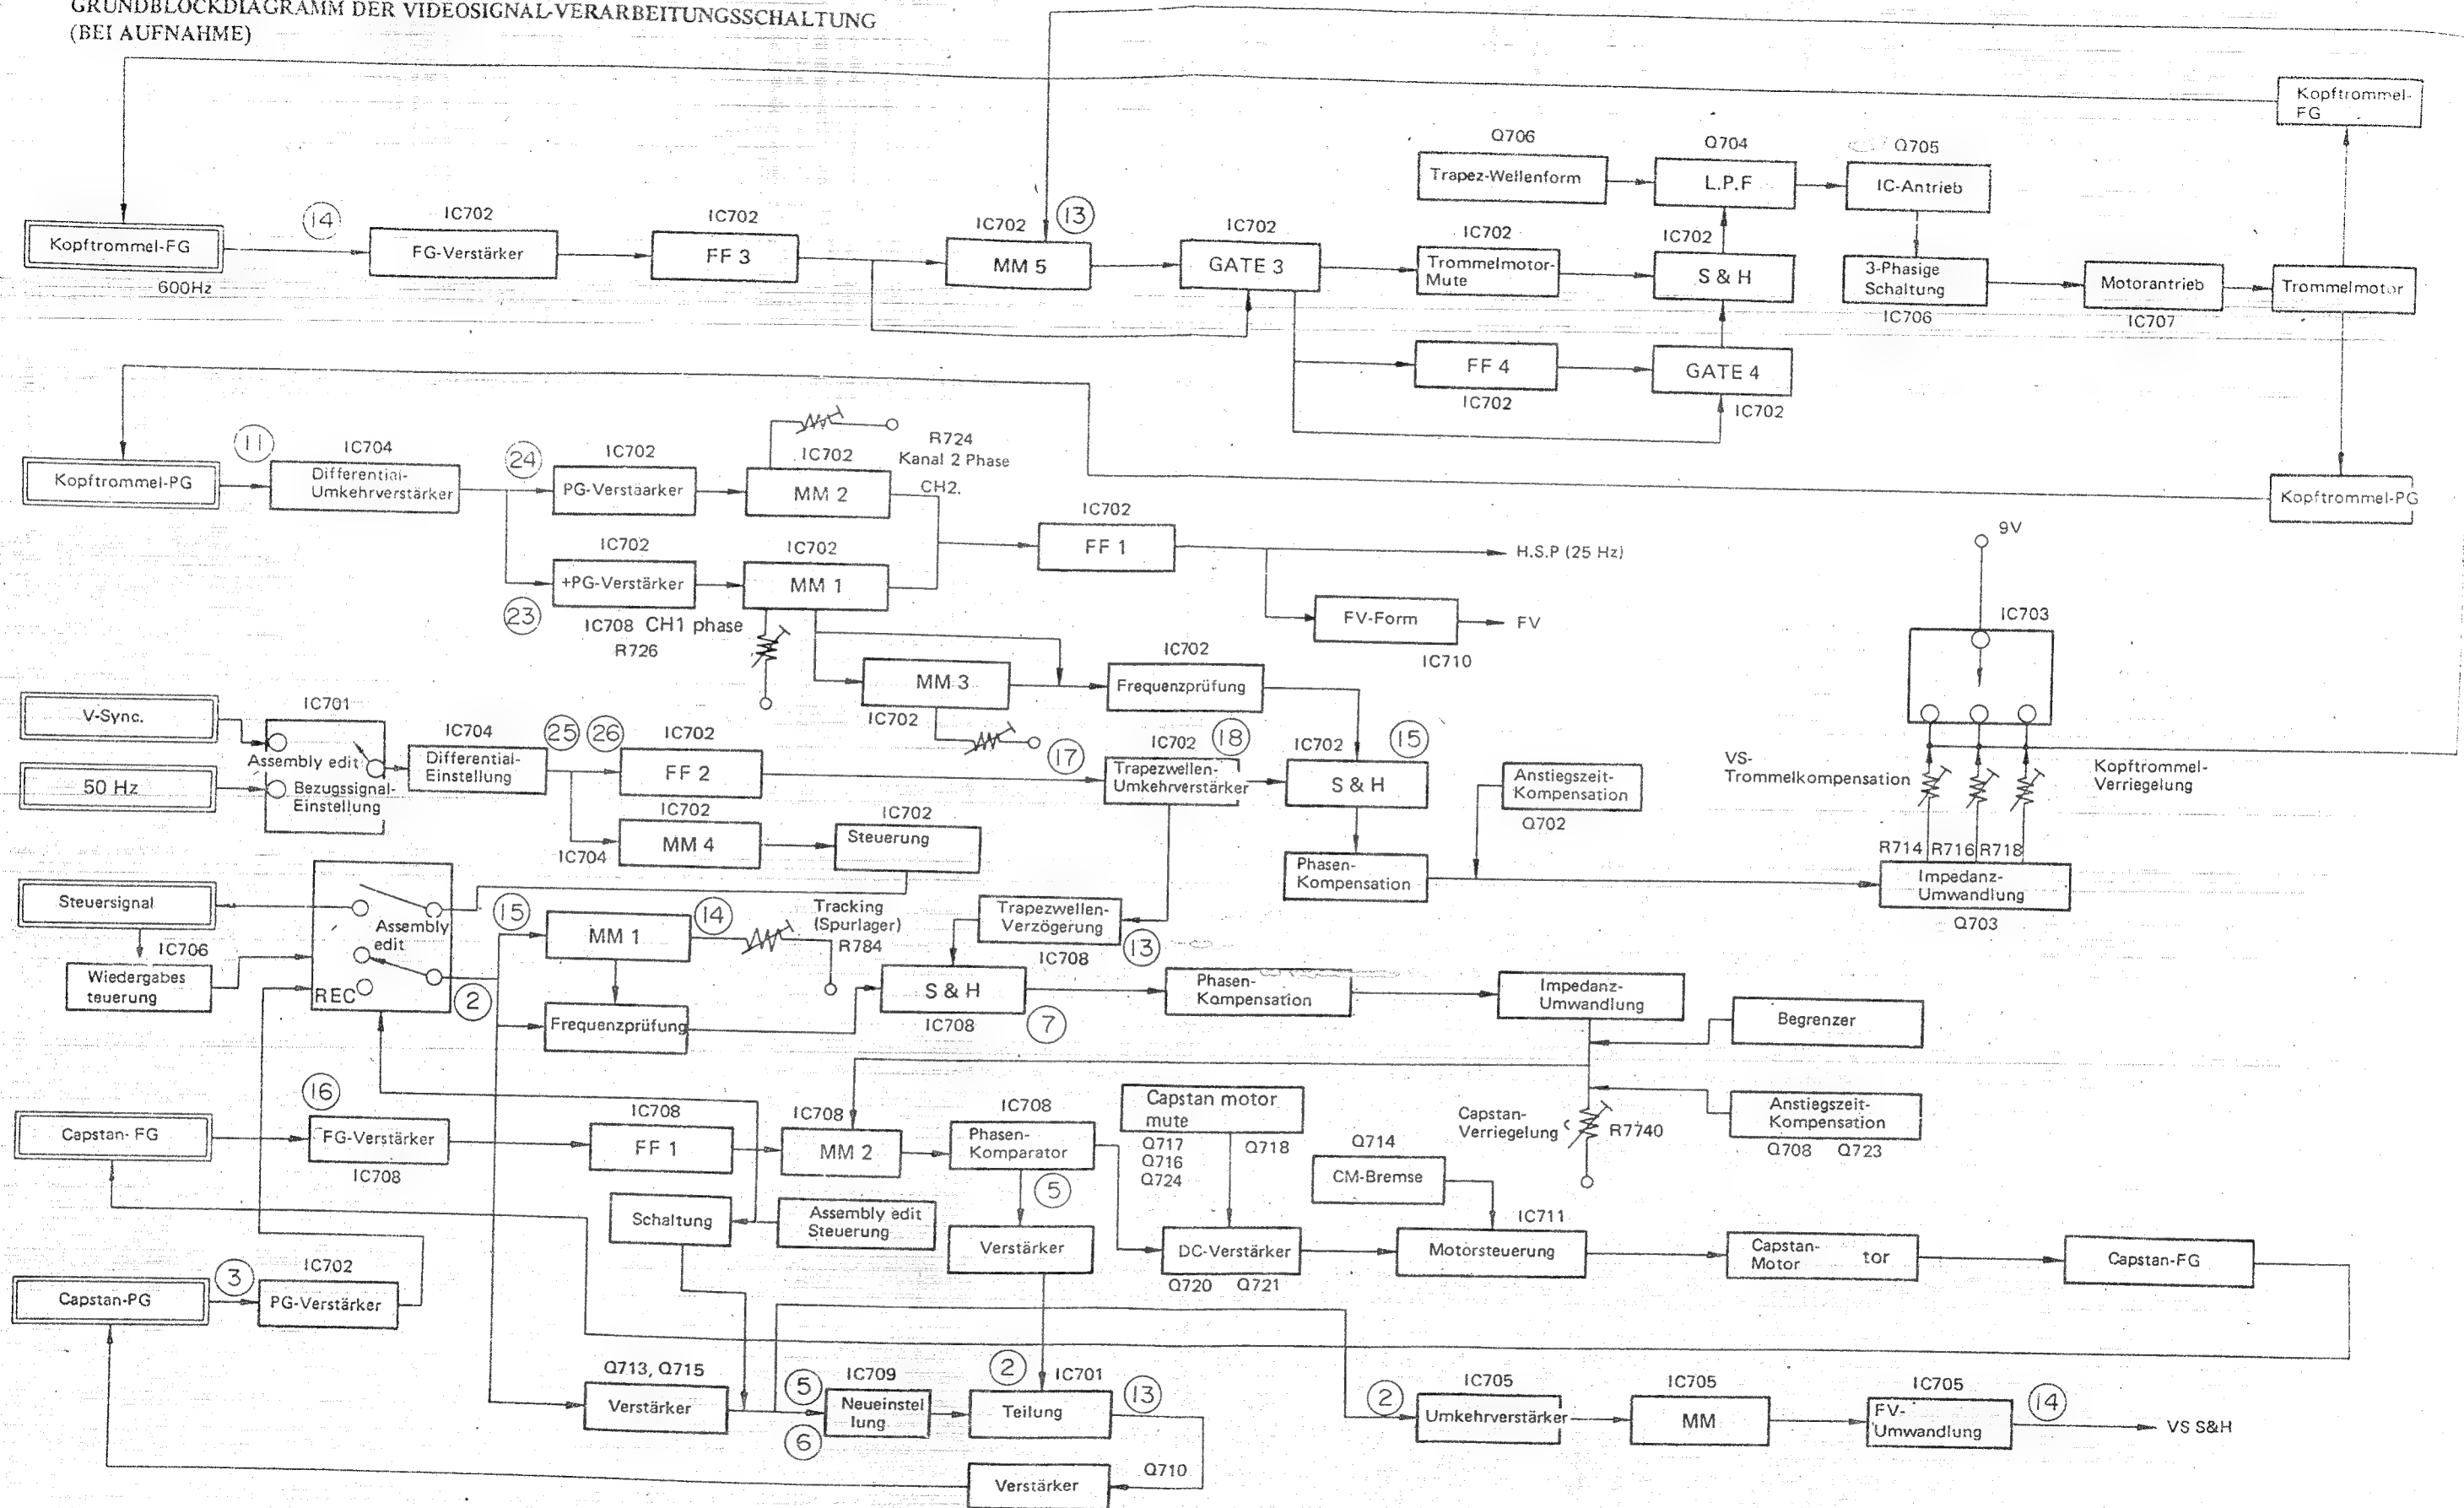 GRUNDBLOCKDIAGRAMM DER VIDEOSIGNAL-VERARBEITUNGSSCHALTUNG
(BEI AUFNAHME)
Kopftrommel-
FG
Q706
Trapez-Wellenform
Q704
L.P.F
Q705
IC-Antrieb
Kopftrommel-FG
600Hz
14
IC702
FG-Verstärker
IC702
FF 3
IC702
13
MM 5
IC702
GATE 3
IC702
Trommelmotor-
Mute
IC702
S & H
3-Phasige
Schaltung
IC706
Motorantrieb
IC707
Trommelmotor
FF 4
IC702
GATE 4
IC702
Kopftrommel-PG
11
IC704
Differential-
Umkehrverstärker
24
IC702
PG-Verstäarker
R724
Kanal 2 Phase
IC702
MM 2
CH2.
Kopftrommel-PG
IC702
+PG-Verstärker
23
IC702
MM 1
IC708 CH1 phase
R726
IC702
FF 1
H.S.P (25 Hz)
FV-Form
IC710
FV
9V
IC703
MM 3
IC702
IC702
Frequenzprüfung
V-Sync.
50 Hz
IC701
Assembly edit
Bezugssignal-
Einstellung
IC704
Differential-
Einstellung
25
26
IC702
FF 2
17
IC702
18
Trapezwellen-
Umkehrverstärker
IC702
15
S & H
Anstiegszeit-
Kompensation
Q702
VS-
Trommelkompensation
Kopftrommel-
Verriegelung
R714
R716
R718
IC702
MM 4
IC704
IC702
Steuerung
Phasen-
Kompensation
Impedanz-
Umwandlung
Q703
Steuersignal
IC706
Wiedergabes
teuerung
Assembly
edit
REC
2
15
MM 1
14
Tracking
(Spurlager)
R784
Trapezwellen-
Verzögerung
IC708
13
Frequenzprüfung
S & H
IC708
7
Phasen-
Kompensation
Impedanz-
Umwandlung
Begrenzer
Capstan- FG
16
FG-Verstärker
IC708
IC708
FF 1
IC708
MM 2
IC708
Phasen-
Komparator
5
Capstan motor
mute
Q717
Q716
Q724
Q718
Q714
CM-Bremse
Capstan-
Verriegelung
R7740
Anstiegszeit-
Kompensation
Q708 Q723
Schaltung
Assembly edit
Steuerung
Verstärker
DC-Verstärker
Q720 Q721
IC711
Motorsteuerung
Capstan-
Motor
tor
Capstan-FG
Capstan-PG
3
IC702
PG-Verstärker
Q713, Q715
Verstärker
5
6
IC709
Neueinstel
lung
2
IC701
Teilung
13
2
IC705
Umkehrverstärker
IC705
MM
IC705
FV-
Umwandlung
14
VS S&H
Verstärker
Q710